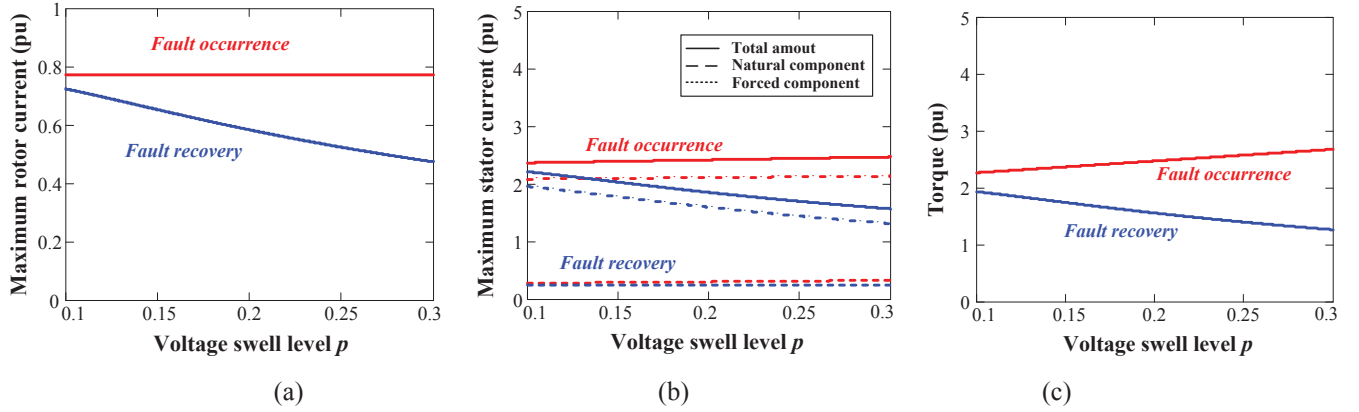 Maximum rotor current (pu)
1
0.8
0.6
0.4
0.2
0
Fault occurrence
Fault recovery
0.1
0.15
0.2
0.25
0.3
Voltage swell level p
(a)
Maximum stator current (pu)
5
4
3
2
1
0
Total amout
Natural component
Forced component
Fault occurrence
Fault recovery
0.1
0.15
0.2
0.25
0.3
Voltage swell level p
(b)
Torque (pu)
5
4
3
2
1
0
Fault occurrence
Fault recovery
0.1
0.15
0.2
0.25
0.3
Voltage swell level p
(c)